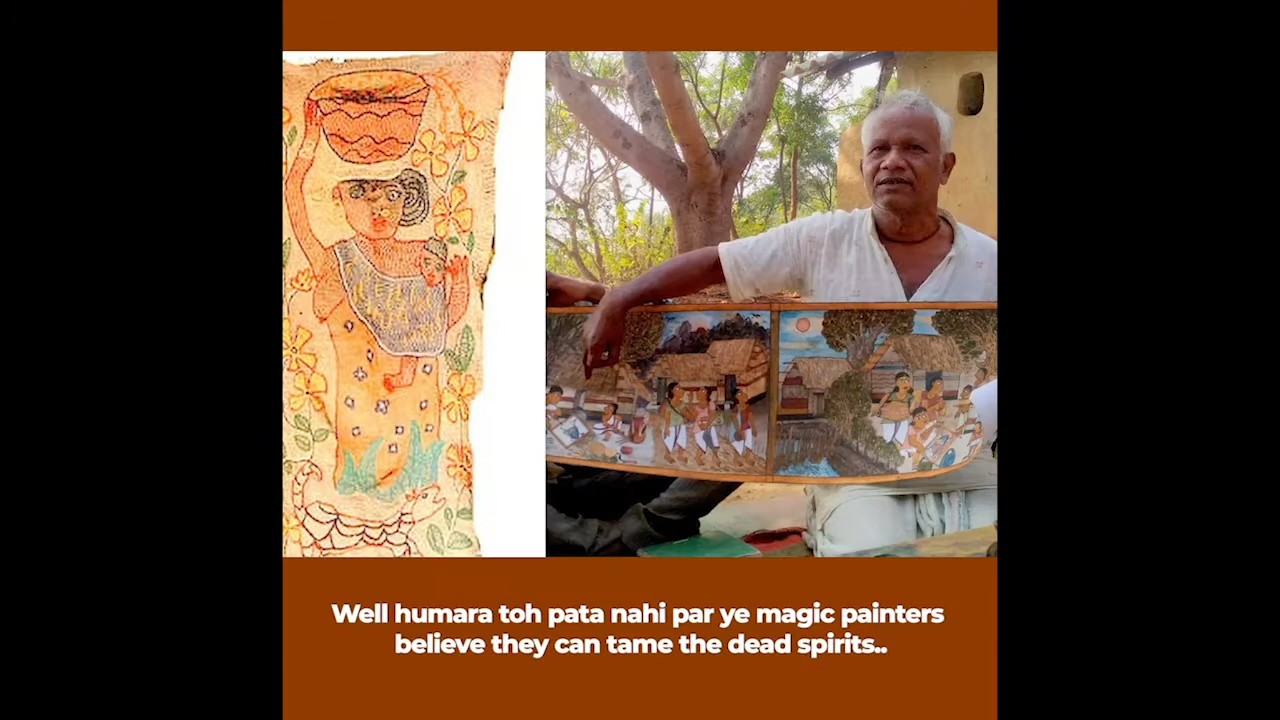 Well humara toh pata nahi par ye magic painters
believe they can tame the dead spirits..